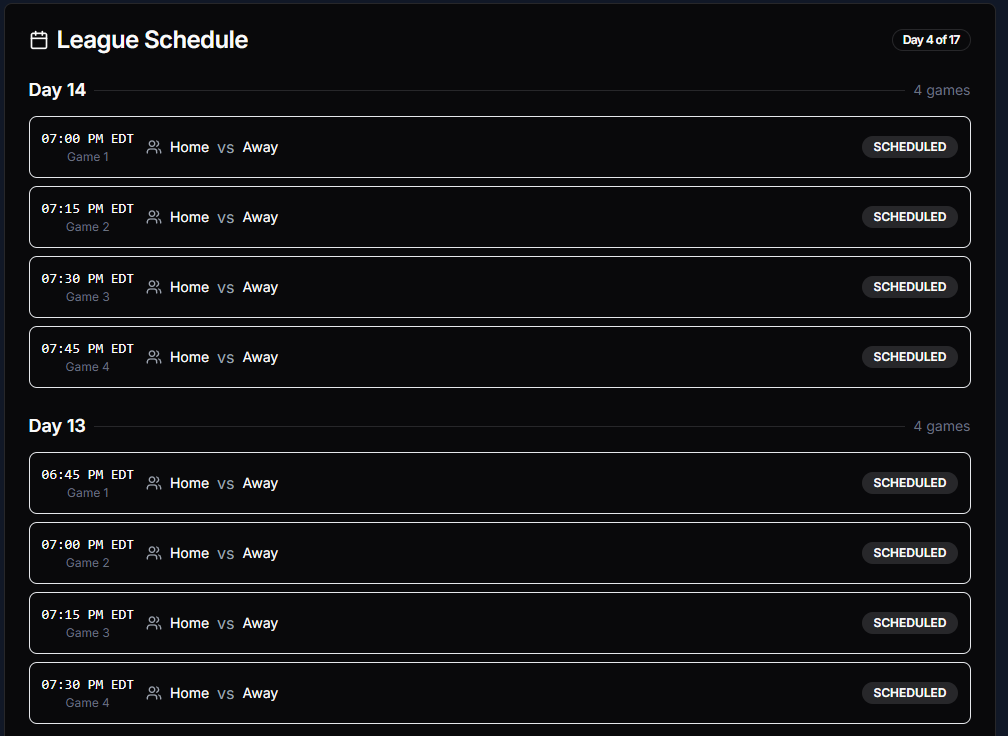 League Schedule
Day 4 of 17
Day 14
4 games
07:00 PM EDT
Game 1
Home vs Away
SCHEDULED
07:15 PM EDT
Game 2
Home vs Away
SCHEDULED
07:30 PM EDT
Game 3
Home vs Away
SCHEDULED
07:45 PM EDT
Game 4
Home vs Away
SCHEDULED
Day 13
4 games
06:45 PM EDT
Game 1
Home vs Away
SCHEDULED
07:00 PM EDT
Game 2
Home vs Away
SCHEDULED
07:15 PM EDT
Game 3
Home vs Away
SCHEDULED
07:30 PM EDT
Game 4
Home vs Away
SCHEDULED